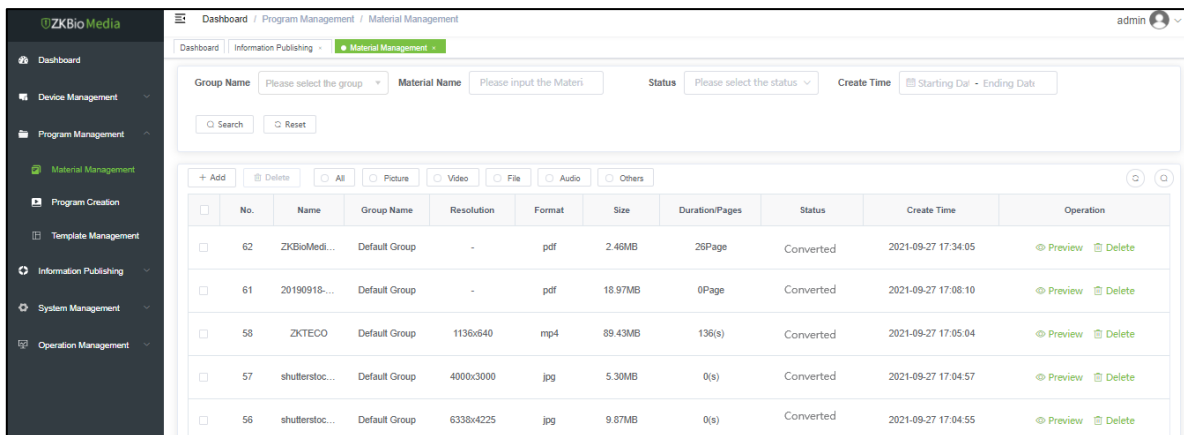 ZKBio Media
Dashboard / Program Management / Material Management
admin
Dashboard
Information Publishing ×
Material Management ×
Dashboard
Device Management
Program Management
Material Management
Program Creation
Template Management
Information Publishing
System Management
Operation Management
Group Name Please select the group Material Name Please input the Materi Status Please select the status Create Time Starting Da - Ending Date
Search Reset
+ Add Delete All Picture Video File Audio Others
No. Name Group Name Resolution Format Size Duration/Pages Status Create Time Operation
62 ZKBioMedi... Default Group - pdf 2.46MB 26Page Converted 2021-09-27 17:34:05 Preview Delete
61 20190918-... Default Group - pdf 18.97MB 0Page Converted 2021-09-27 17:08:10 Preview Delete
58 ZKTECO Default Group 1136x640 mp4 89.43MB 136(s) Converted 2021-09-27 17:05:04 Preview Delete
57 shutterstoc... Default Group 4000x3000 jpg 5.30MB 0(s) Converted 2021-09-27 17:04:57 Preview Delete
56 shutterstoc... Default Group 6338x4225 jpg 9.87MB 0(s) Converted 2021-09-27 17:04:55 Preview Delete